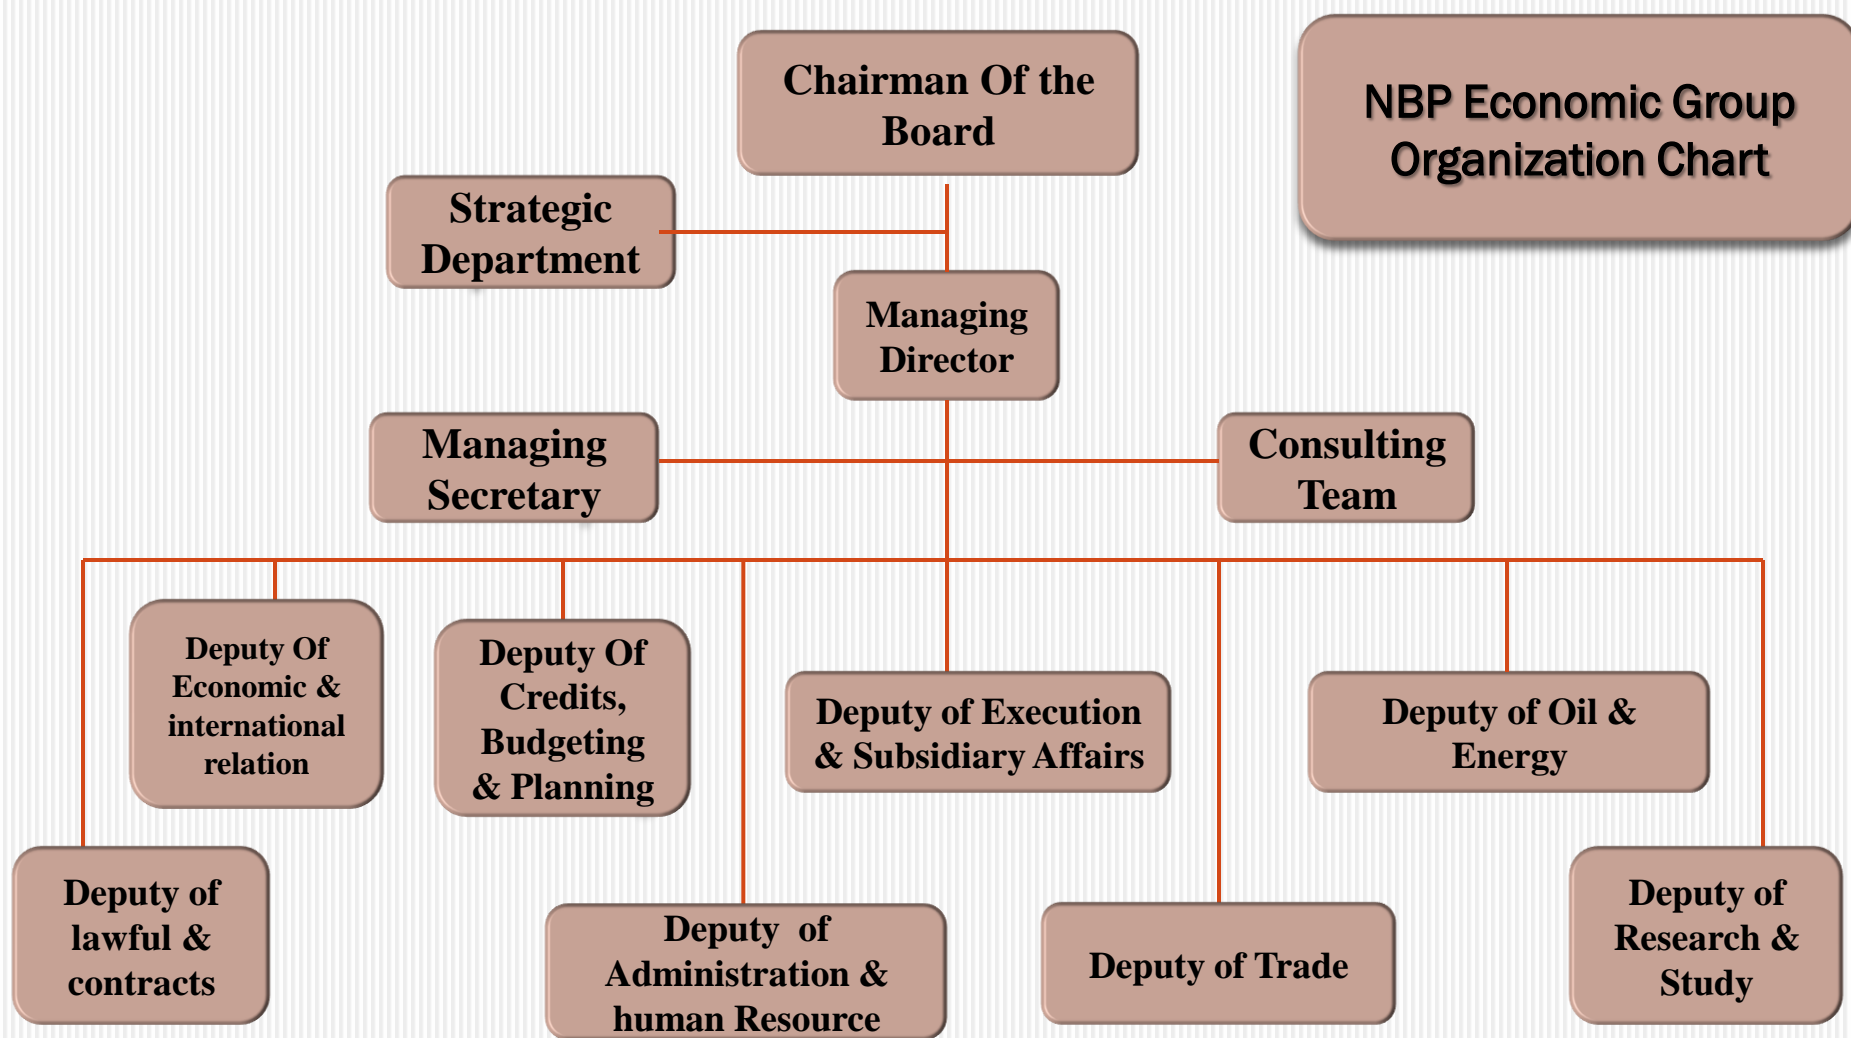 Chairman Of the
Board
NBP Economic Group
Organization Chart
Strategic
Department
Managing
Director
Managing
Secretary
Consulting
Team
Deputy Of
Economic &
international
relation
Deputy Of
Credits,
Budgeting
& Planning
Deputy of Execution
& Subsidiary Affairs
Deputy of Oil &
Energy
Deputy of
lawful &
contracts
Deputy of
Administration &
human Resource
Deputy of Trade
Deputy of
Research &
Study